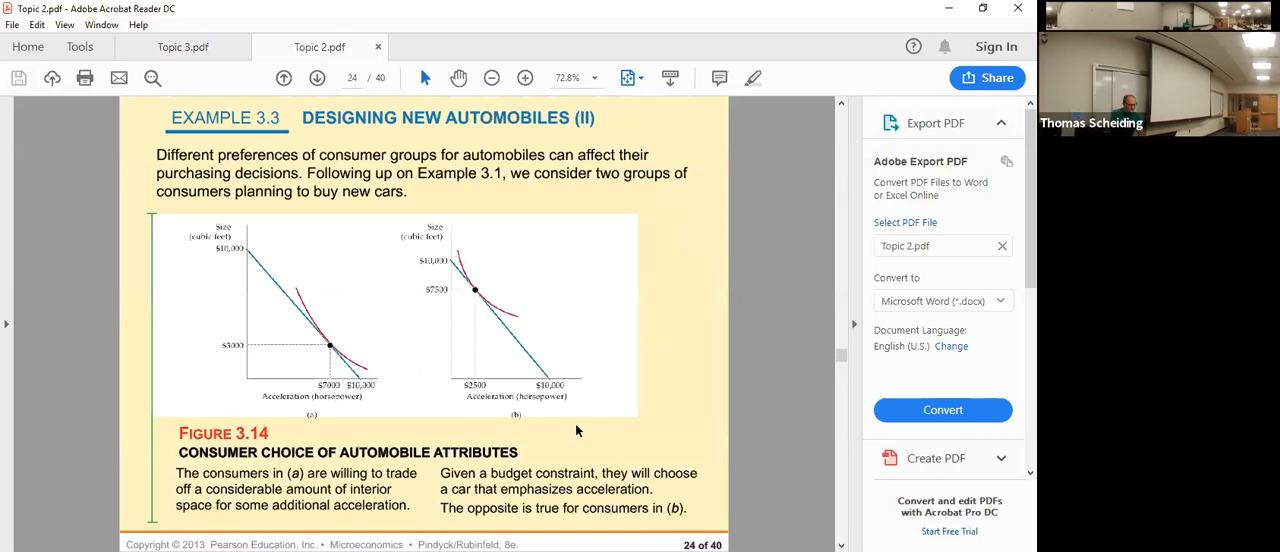 Topic 2.pdf - Adobe Acrobat Reader DC
File Edit View Window Help
Home Tools Topic 3.pdf Topic 2.pdf × Sign In
24 / 40 72.8% Share
EXAMPLE 3.3 DESIGNING NEW AUTOMOBILES (II)
Different preferences of consumer groups for automobiles can affect their
purchasing decisions. Following up on Example 3.1, we consider two groups of
consumers planning to buy new cars.
Size
(cubic feet)
$10,000
$3000
$7000 $10,000
Acceleration (horsepower)
(a)
Size
(cubic feet)
$10,000
$7500
$2500 $10,000
Acceleration (horsepower)
(b)
FIGURE 3.14
CONSUMER CHOICE OF AUTOMOBILE ATTRIBUTES
The consumers in (a) are willing to trade
off a considerable amount of interior
space for some additional acceleration.
Given a budget constraint, they will choose
a car that emphasizes acceleration.
The opposite is true for consumers in (b).
Copyright © 2013 Pearson Education, Inc. • Microeconomics • Pindyck/Rubinfeld, 8e. 24 of 40
Export PDF
Adobe Export PDF
Convert PDF Files to Word
or Excel Online
Select PDF File
Topic 2.pdf
Convert to
Microsoft Word (*.docx)
Document Language:
English (U.S.) Change
Convert
Create PDF
Convert and edit PDFs
with Acrobat Pro DC
Start Free Trial
Thomas Scheiding